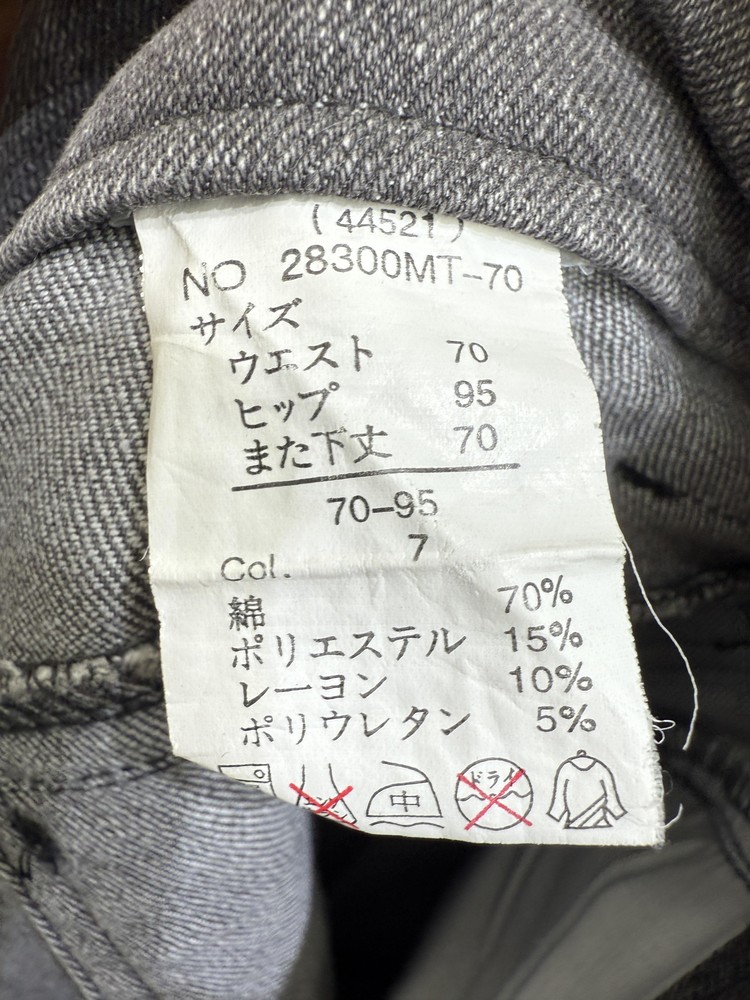 (44521)
NO 28300MT-70
サイズ
ウエスト 70
ヒップ 95
また下丈 70
70-95
Col. 7
綿 70%
ポリエステル 15%
レーヨン 10%
ポリウレタン 5%
中 ドライ